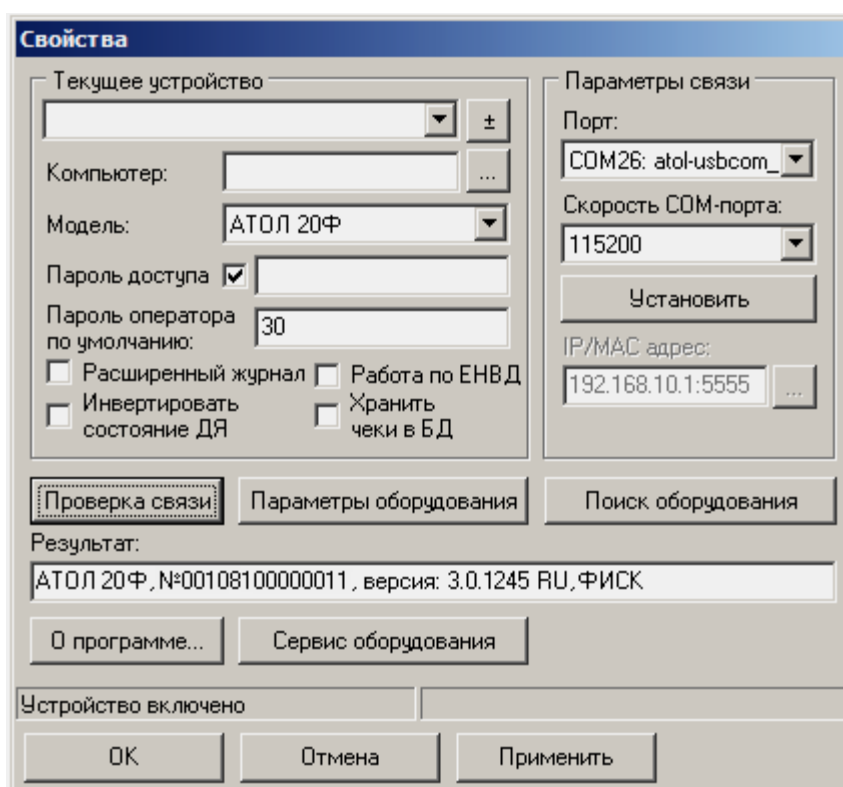 Свойства
Текущее устройство
±
Компьютер:
...
Модель:
АТОЛ 20Ф
Пароль доступа
Пароль оператора
по умолчанию:
30
Расширенный журнал
Работа по ЕНВД
Инвертировать
состояние ДЯ
Хранить
чеки в БД
Параметры связи
Порт:
COM26: atol-usbcom_
Скорость COM-порта:
115200
Установить
IP/MAC адрес:
192.168.10.1:5555
...
Проверка связи
Параметры оборудования
Поиск оборудования
Результат:
АТОЛ 20Ф, №00108100000011, версия: 3.0.1245 RU, ФИСК
О программе...
Сервис оборудования
Устройство включено
OK
Отмена
Применить